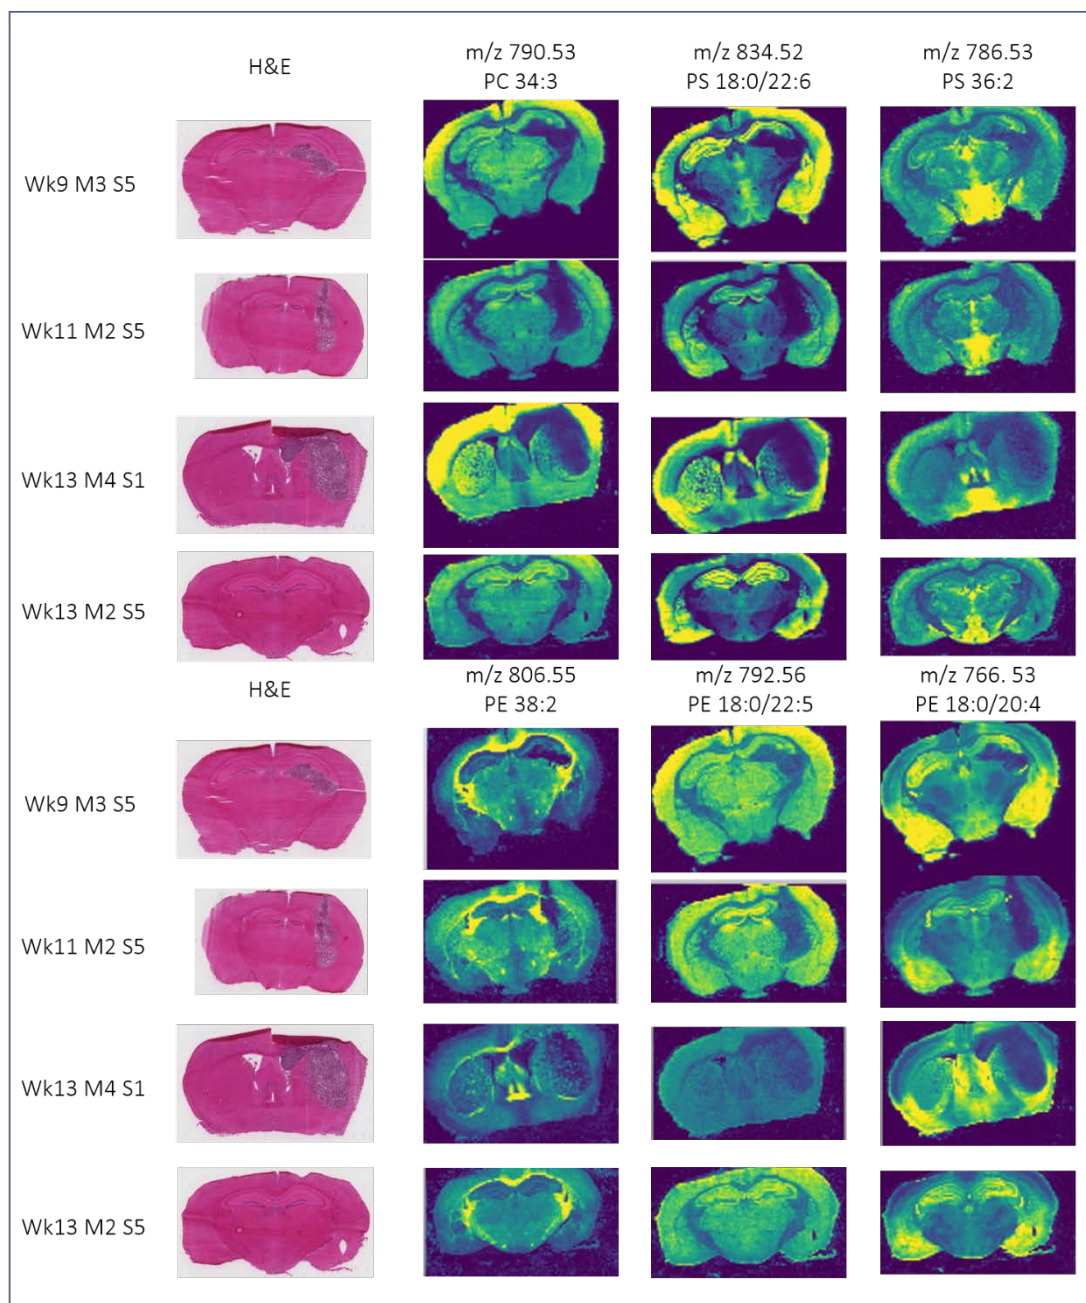 H&E
m/z 790.53
PC 34:3
m/z 834.52
PS 18:0/22:6
m/z 786.53
PS 36:2
Wk9 M3 S5
Wk11 M2 S5
Wk13 M4 S1
Wk13 M2 S5
H&E
m/z 806.55
PE 38:2
m/z 792.56
PE 18:0/22:5
m/z 766. 53
PE 18:0/20:4
Wk9 M3 S5
Wk11 M2 S5
Wk13 M4 S1
Wk13 M2 S5